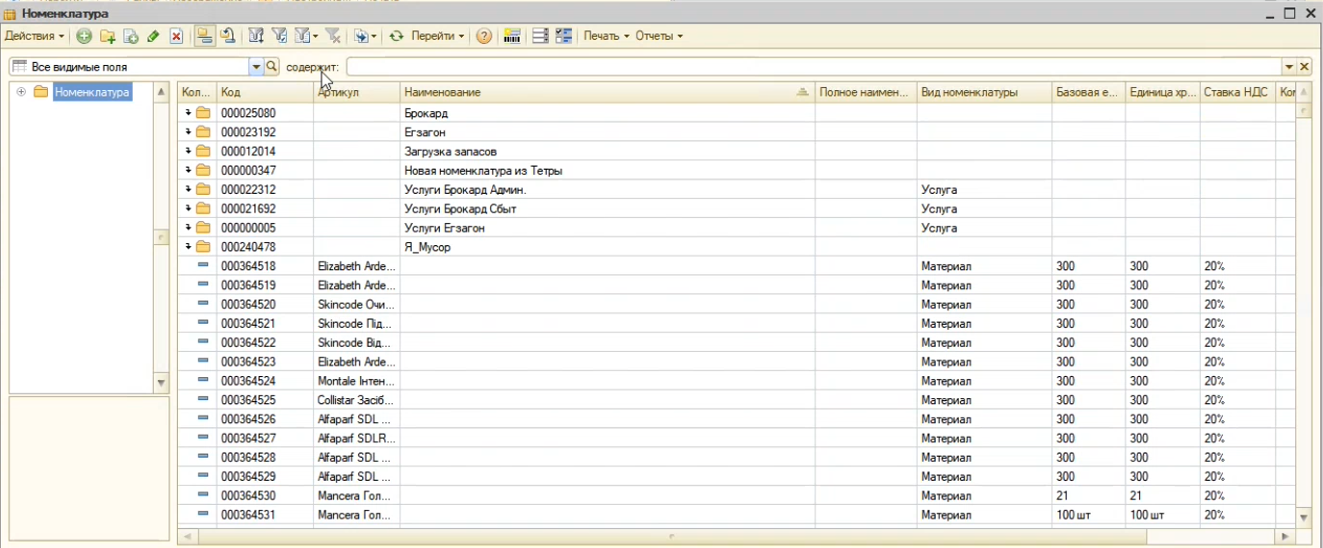 Номенклатура
Действия Перейти Печать Отчеты
Все видимые поля содержит:
Номенклатура
Кол... Код Артикул Наименование Полное наимен... Вид номенклатуры Базовая е... Единица хр... Ставка НДС
000025080 Брокард
000023192 Егзагон
000012014 Загрузка запасов
000000347 Новая номенклатура из Тетры
000022312 Услуги Брокард Админ. Услуга
000021692 Услуги Брокард Сбыт Услуга
000000005 Услуги Егзагон Услуга
000240478 Я_Мусор
000364518 Elizabeth Arde... Материал 300 300 20%
000364519 Elizabeth Arde... Материал 300 300 20%
000364520 Skincode Очи... Материал 300 300 20%
000364521 Skincode Під... Материал 300 300 20%
000364522 Skincode Від... Материал 300 300 20%
000364523 Elizabeth Arde... Материал 300 300 20%
000364524 Montale Інтен... Материал 300 300 20%
000364525 Collistar Засіб... Материал 300 300 20%
000364526 Alfaparf SDL ... Материал 300 300 20%
000364527 Alfaparf SDLR... Материал 300 300 20%
000364528 Alfaparf SDL ... Материал 300 300 20%
000364529 Alfaparf SDL ... Материал 300 300 20%
000364530 Mancera Гол... Материал 21 21 20%
000364531 Mancera Гол... Материал 100 шт 100 шт 20%